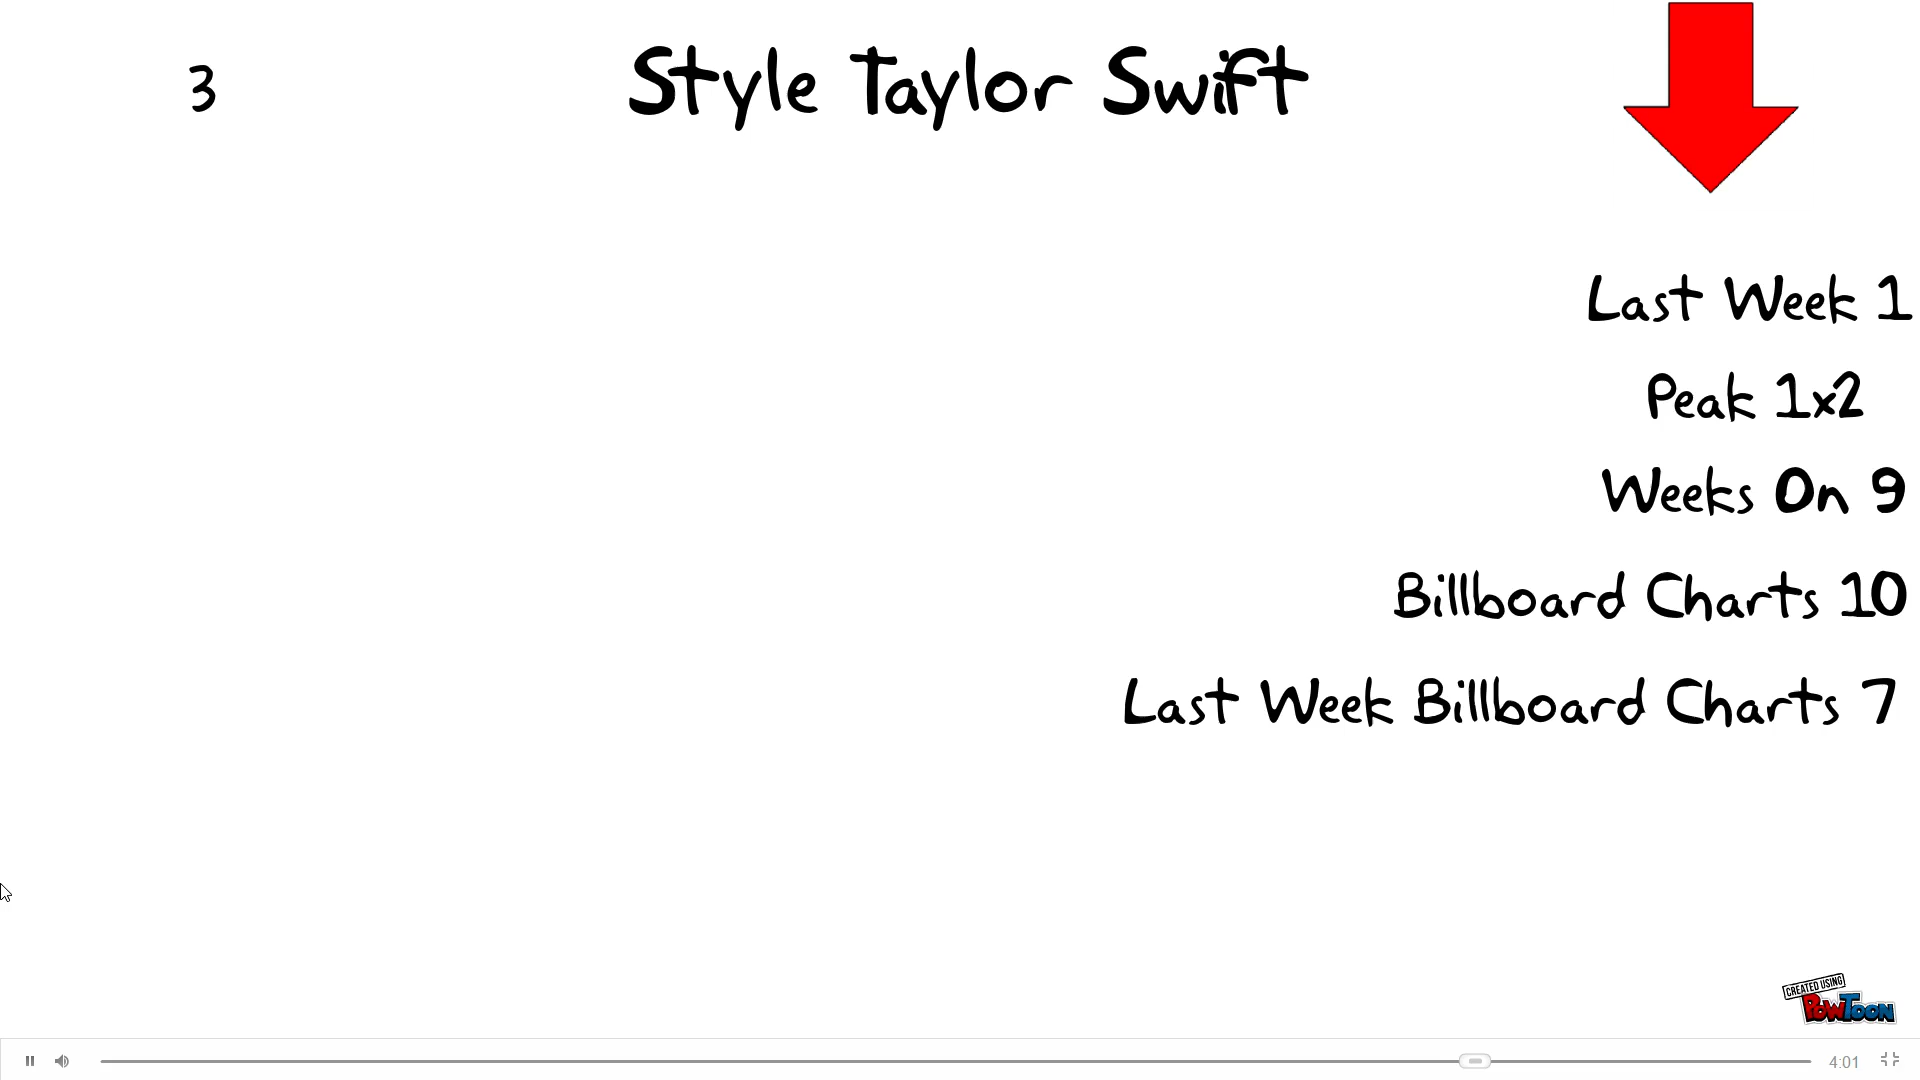 3
Style Taylor Swift
Last Week 1
Peak 1x2
Weeks On 9
Billboard Charts 10
Last Week Billboard Charts 7
CREATED USING
POWTOON
4:01